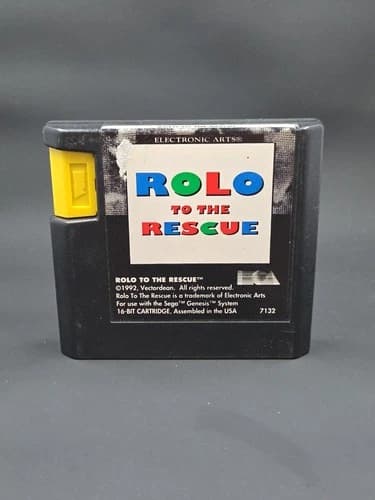 ELECTRONIC ARTS®
ROLO
TO THE
RESCUE
ROLO TO THE RESCUE™
©1992, Vectordean. All rights reserved.
Rolo To The Rescue is a trademark of Electronic Arts
For use with the Sega™ Genesis™ System
16-BIT CARTRIDGE, Assembled in the USA 7132